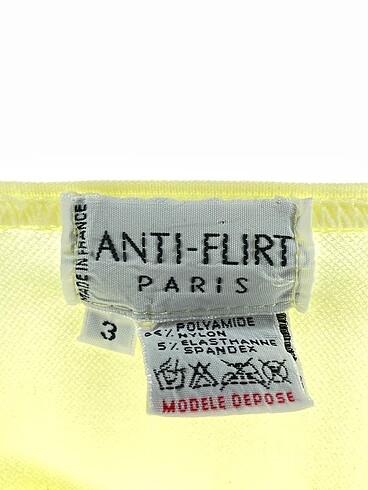 MADE IN FRANCE
ANTI-FLIRT
PARIS
3
POLYAMIDE
NYLON
5% ELASTHANNE
SPANDEX
MODELE DEPOSE